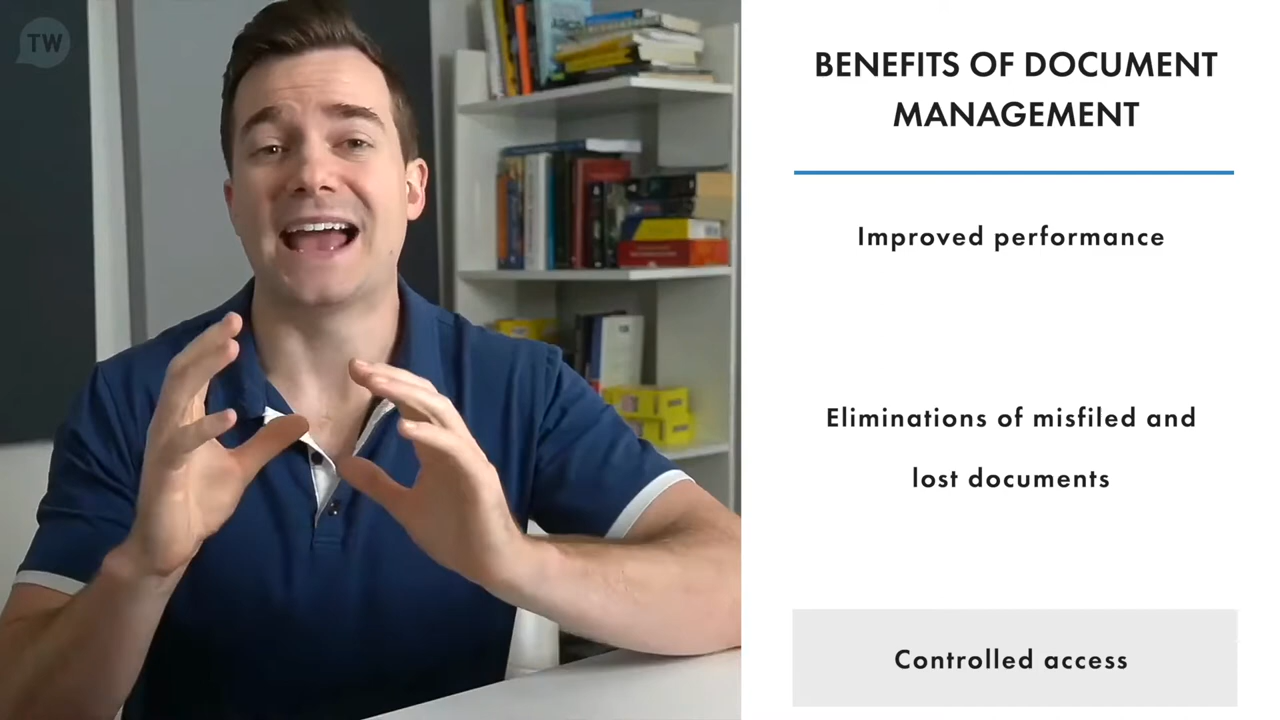 TW
BENEFITS OF DOCUMENT
MANAGEMENT
Improved performance
Eliminations of misfiled and
lost documents
Controlled access